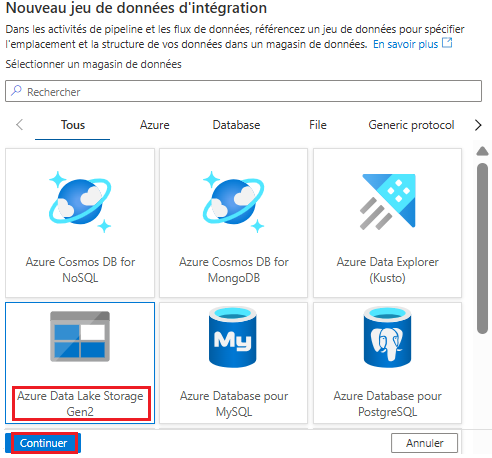 Nouveau jeu de données d'intégration
Dans les activités de pipeline et les flux de données, référencez un jeu de données pour spécifier
l'emplacement et la structure de vos données dans un magasin de données. En savoir plus
Sélectionner un magasin de données
Rechercher
Tous Azure Database File Generic protocol
Azure Cosmos DB for
NoSQL
Azure Cosmos DB for
MongoDB
Azure Data Explorer
(Kusto)
My
Azure Data Lake Storage
Gen2
Azure Database pour
MySQL
Azure Database pour
PostgreSQL
Continuer
Annuler